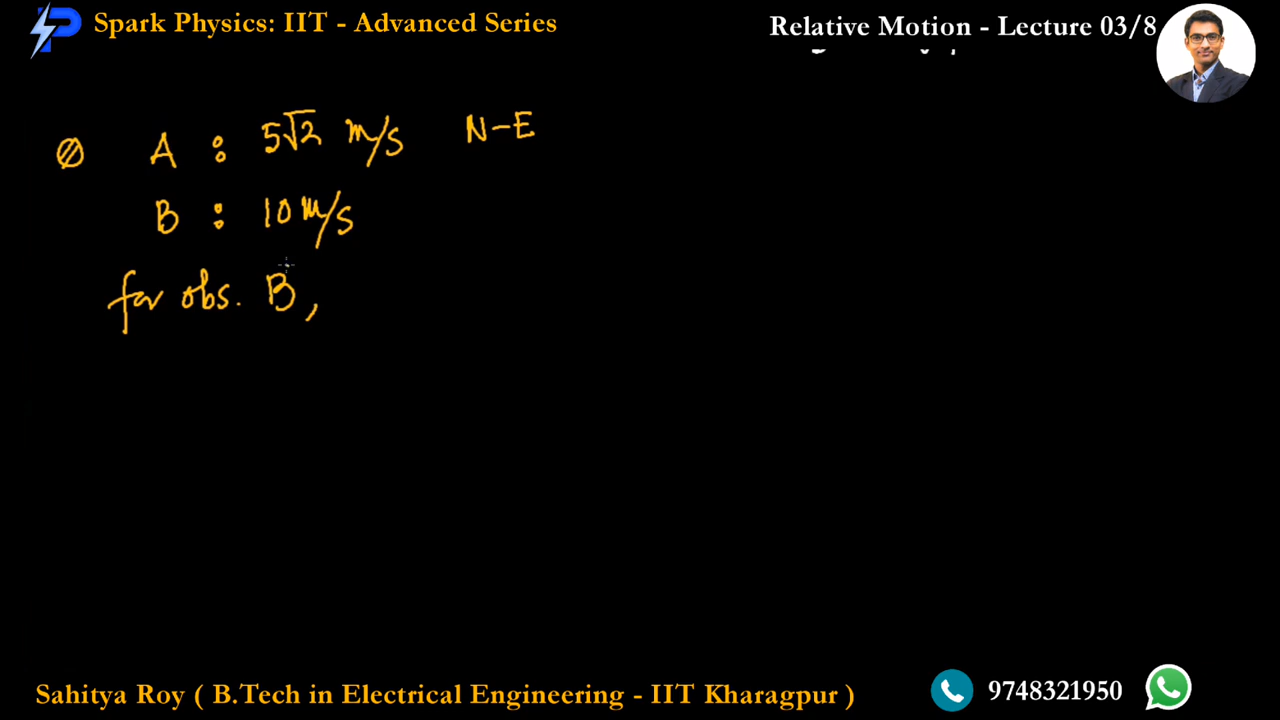 Spark Physics: IIT - Advanced Series
Relative Motion - Lecture 03/8
A : 5√2 m/s N-E
B : 10 m/s
for obs. B,
Sahitya Roy ( B.Tech in Electrical Engineering - IIT Kharagpur )
9748321950